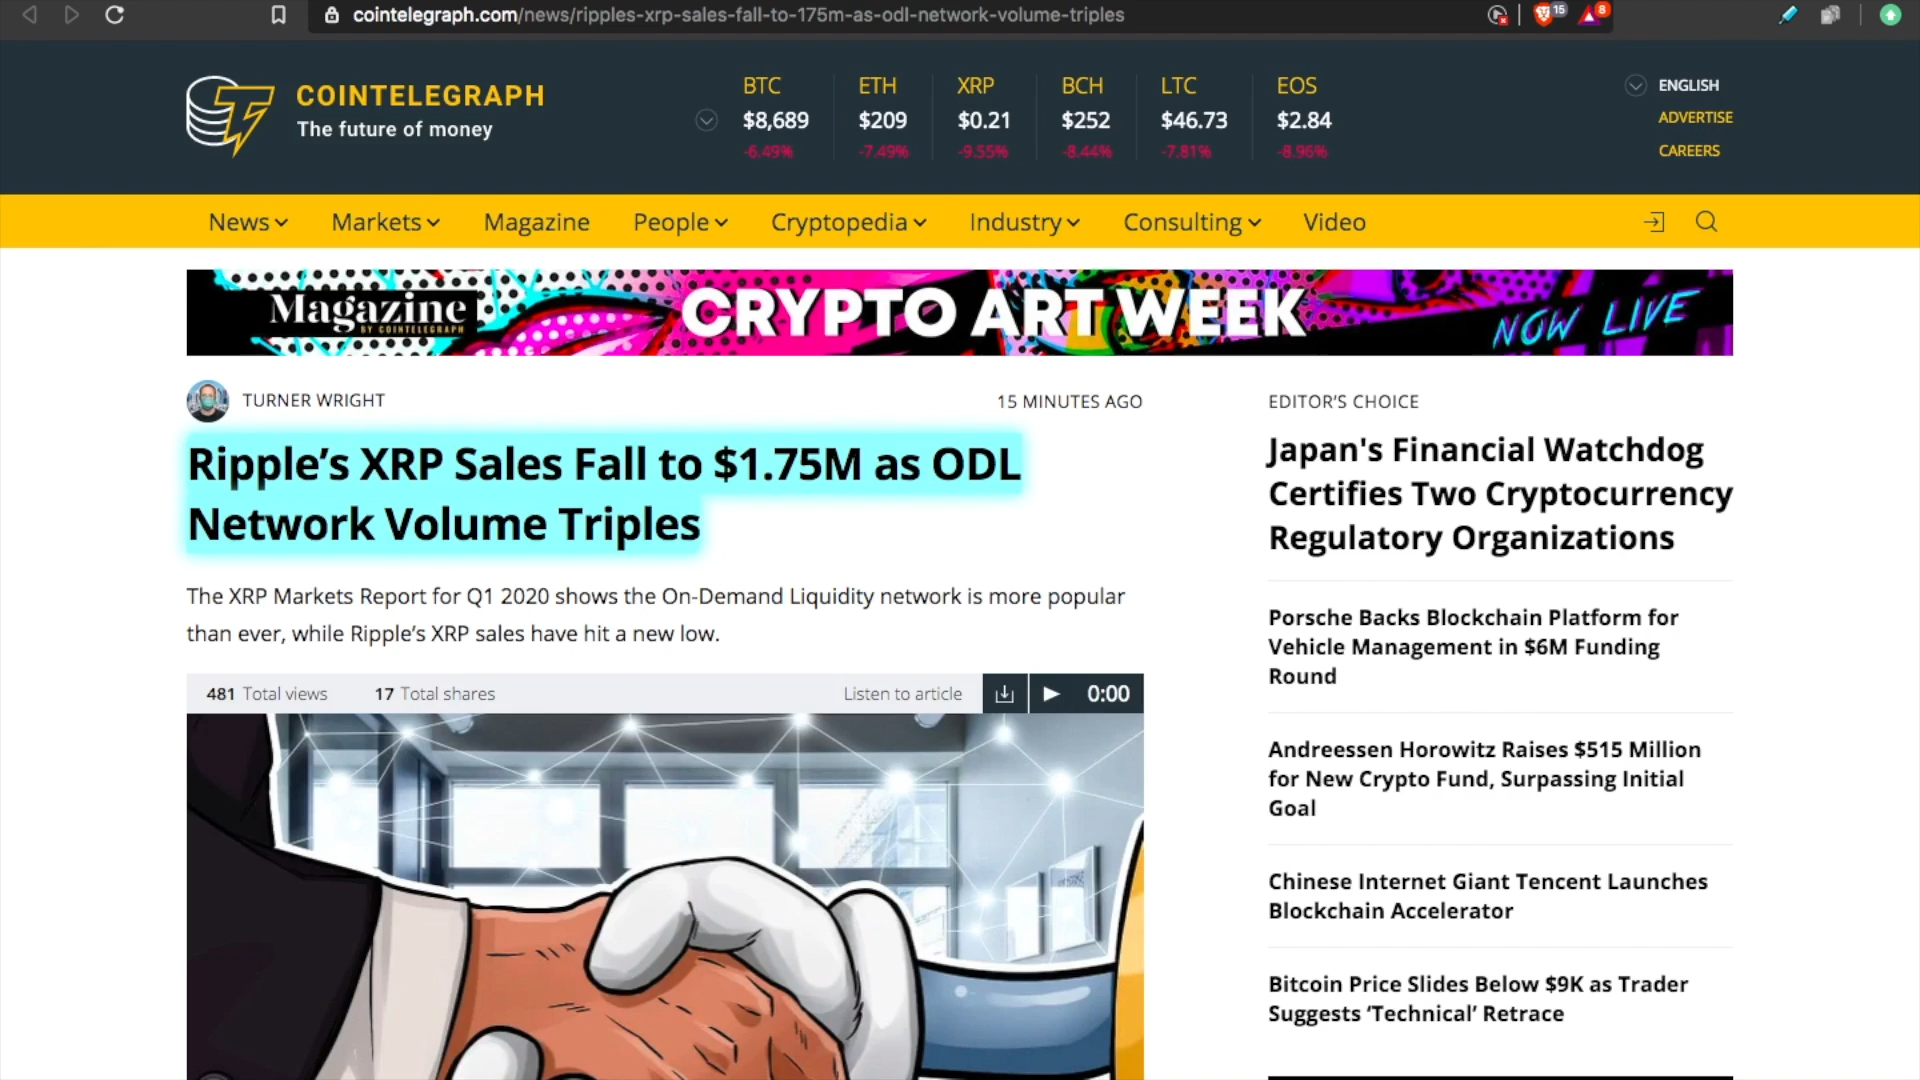 cointelegraph.com/news/ripples-xrp-sales-fall-to-175m-as-odl-network-volume-triples
15
8
COINTELEGRAPH
The future of money
BTC
$8,689
-6.49%
ETH
$209
-7.49%
XRP
$0.21
-9.55%
BCH
$252
-8.44%
LTC
$46.73
-7.81%
EOS
$2.84
-8.96%
ENGLISH
ADVERTISE
CAREERS
News Markets Magazine People Cryptopedia Industry Consulting Video
Magazine
BY COINTELEGRAPH
CRYPTO ART WEEK
NOW LIVE
TURNER WRIGHT
15 MINUTES AGO
Ripple’s XRP Sales Fall to $1.75M as ODL
Network Volume Triples
The XRP Markets Report for Q1 2020 shows the On-Demand Liquidity network is more popular
than ever, while Ripple’s XRP sales have hit a new low.
481 Total views 17 Total shares Listen to article 0:00
EDITOR’S CHOICE
Japan's Financial Watchdog
Certifies Two Cryptocurrency
Regulatory Organizations
Porsche Backs Blockchain Platform for
Vehicle Management in $6M Funding
Round
Andreessen Horowitz Raises $515 Million
for New Crypto Fund, Surpassing Initial
Goal
Chinese Internet Giant Tencent Launches
Blockchain Accelerator
Bitcoin Price Slides Below $9K as Trader
Suggests ‘Technical’ Retrace